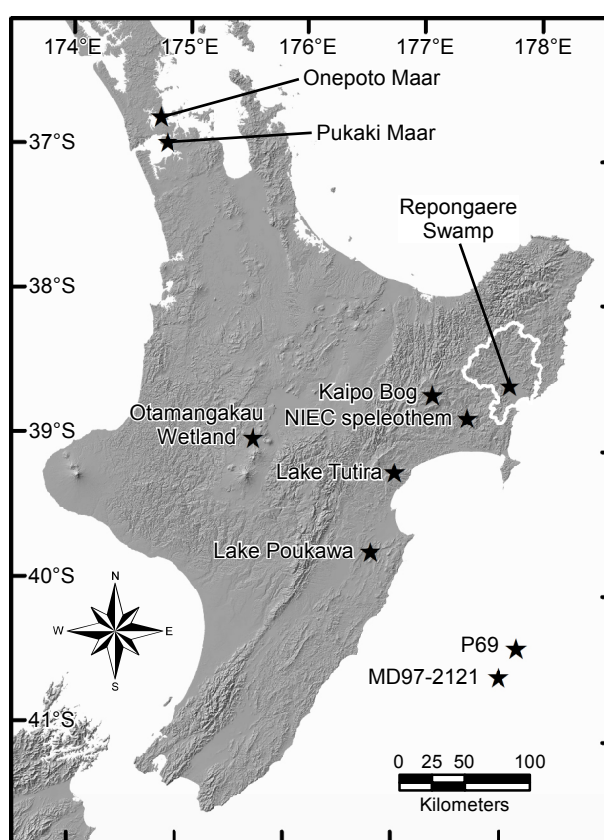 174°E 175°E 176°E 177°E 178°E
Onepoto Maar
37°S
Pukaki Maar
Repongaere
Swamp
38°S
Kaipo Bog
NIEC speleothem
Otamangakau
Wetland
39°S
Lake Tutira
Lake Poukawa
40°S
N
W E
S
P69
MD97-2121
41°S
0 25 50 100
Kilometers